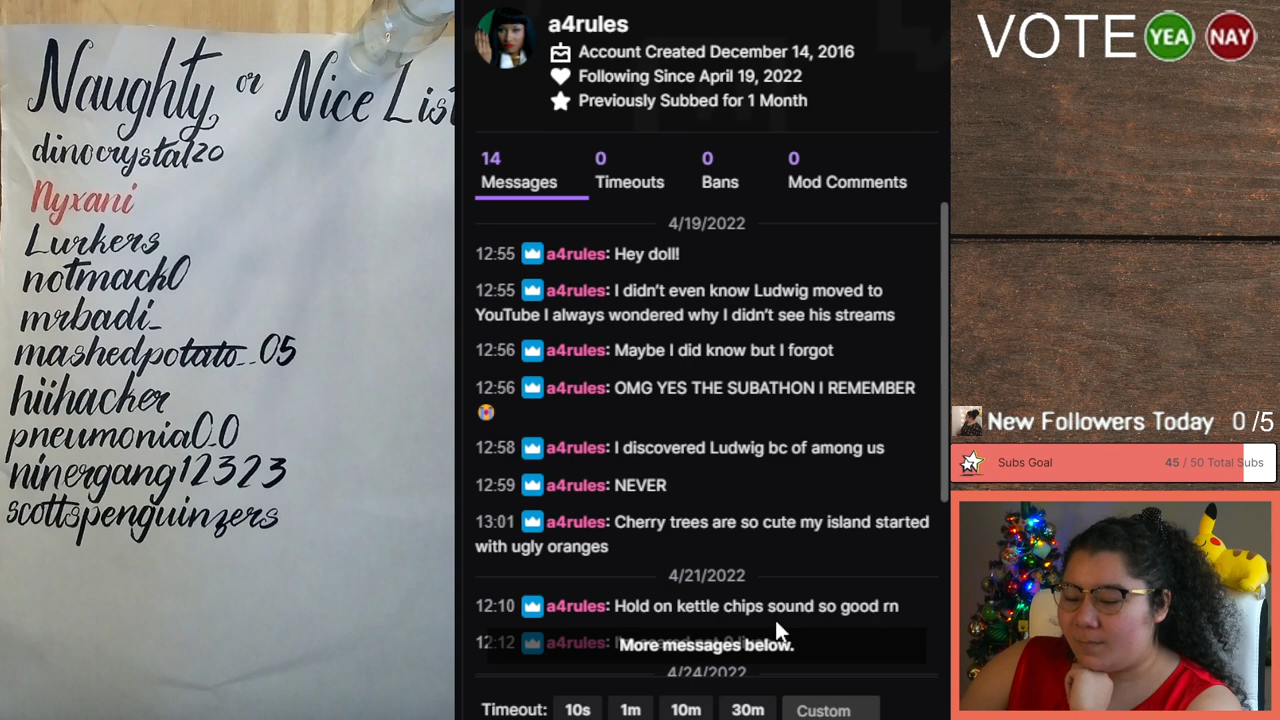 Naughty or Nice List
dinocrystal20
Nyxani
Lurkers
notmack0
mrbadi_
mashedpotato_05
hiihacker
pneumonia0_0
ninergang12323
scottspenguinzers
a4rules
Account Created December 14, 2016
Following Since April 19, 2022
Previously Subbed for 1 Month
14 0 0 0
Messages Timeouts Bans Mod Comments
4/19/2022
12:55 a4rules: Hey doll!
12:55 a4rules: I didn't even know Ludwig moved to
YouTube I always wondered why I didn't see his streams
12:56 a4rules: Maybe I did know but I forgot
12:56 a4rules: OMG YES THE SUBATHON I REMEMBER
12:58 a4rules: I discovered Ludwig bc of among us
12:59 a4rules: NEVER
13:01 a4rules: Cherry trees are so cute my island started
with ugly oranges
4/21/2022
12:10 a4rules: Hold on kettle chips sound so good rn
12:12 a4rules:
More messages below.
4/24/2022
Timeout: 10s 1m 10m 30m Custom
VOTE YEA NAY
New Followers Today 0 /5
Subs Goal 45 / 50 Total Subs